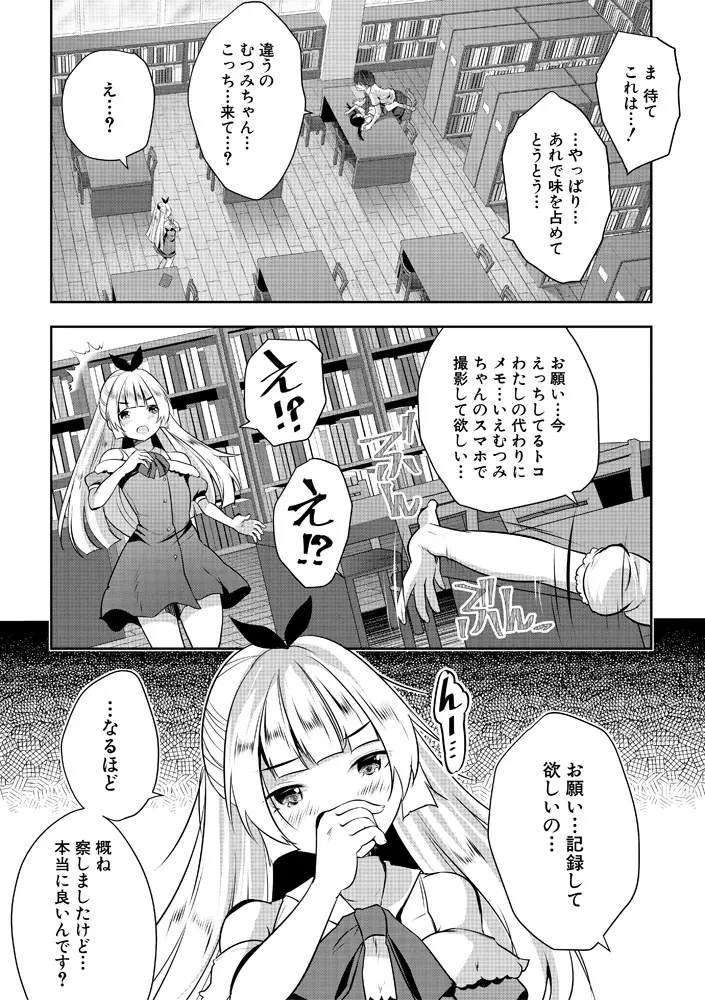 ま 待て
これは…！
…やっぱり…
あれで味を占めて
とうとう…
違うの
むつみちゃん…
こっち…来て…？
え…？
お願い…今
えっちしてるトコ
わたしの代わりに
メモ…いえむつみ
ちゃんのスマホで
撮影して欲しい…
え!?
え!?
ぶんぶん
ぶんぶん
お願い…記録して
欲しいの…
んー…
…なるほど
概ね
察しましたけど…
本当に良いんです？